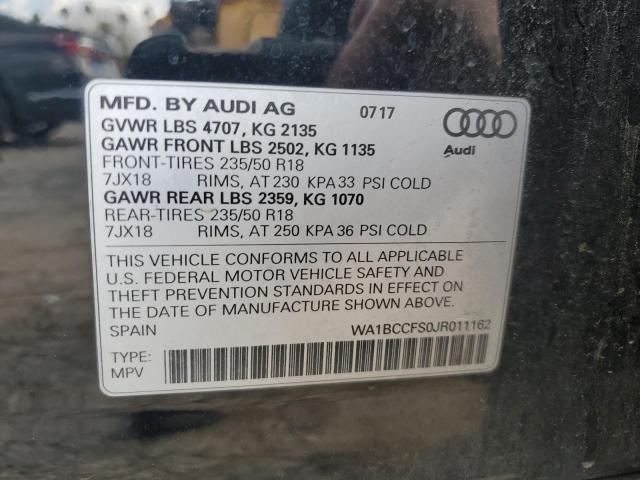 MFD. BY AUDI AG 0717
GVWR LBS 4707, KG 2135
GAWR FRONT LBS 2502, KG 1135
FRONT-TIRES 235/50 R18
7JX18 RIMS, AT 230 KPA 33 PSI COLD
GAWR REAR LBS 2359, KG 1070
REAR-TIRES 235/50 R18
7JX18 RIMS, AT 250 KPA 36 PSI COLD
Audi
THIS VEHICLE CONFORMS TO ALL APPLICABLE
U.S. FEDERAL MOTOR VEHICLE SAFETY AND
THEFT PREVENTION STANDARDS IN EFFECT ON
THE DATE OF MANUFACTURE SHOWN ABOVE.
SPAIN WA1BCCFS0JR011162
TYPE:
MPV